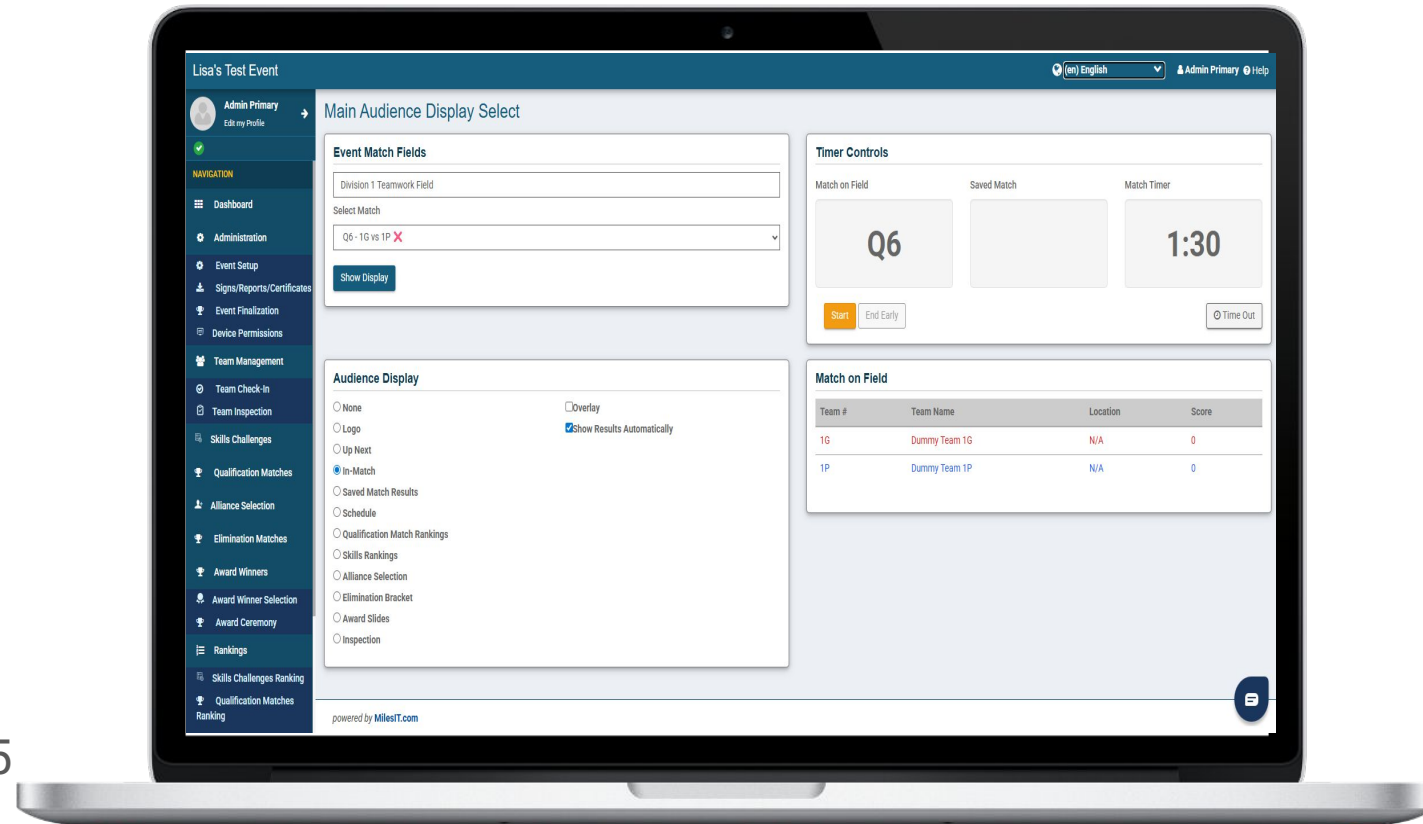 Lisa's Test Event
(en) English
Admin Primary
Help
Admin Primary
Edit my Profile
NAVIGATION
Dashboard
Administration
Event Setup
Signs/Reports/Certificates
Event Finalization
Device Permissions
Team Management
Team Check-In
Team Inspection
Skills Challenges
Qualification Matches
Alliance Selection
Elimination Matches
Award Winners
Award Winner Selection
Award Ceremony
Rankings
Skills Challenges Ranking
Qualification Matches
Ranking
Main Audience Display Select
Event Match Fields
Division 1 Teamwork Field
Select Match
Q6 - 1G vs 1P ❌
Show Display
Timer Controls
Match on Field Saved Match Match Timer
Q6 1:30
Start End Early Time Out
Audience Display
None
Logo
Up Next
In-Match
Saved Match Results
Schedule
Qualification Match Rankings
Skills Rankings
Alliance Selection
Elimination Bracket
Award Slides
Inspection
Overlay
Show Results Automatically
Match on Field
Team # Team Name Location Score
1G Dummy Team 1G N/A 0
1P Dummy Team 1P N/A 0
powered by MilesIT.com
5